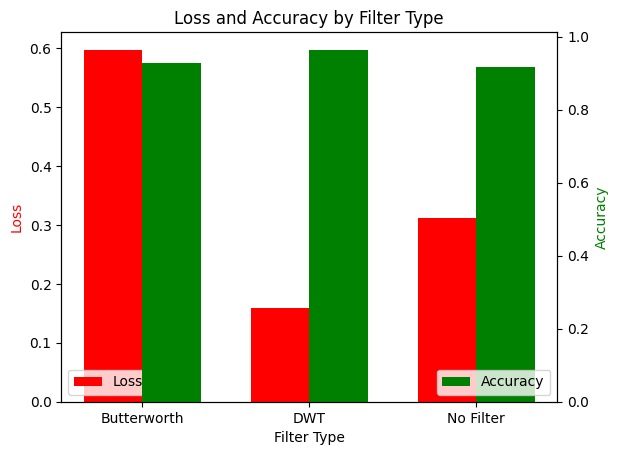 Loss and Accuracy by Filter Type
0.6
0.5
0.4
0.3
0.2
0.1
0.0
Loss
1.0
0.8
0.6
0.4
0.2
0.0
Accuracy
Loss
Accuracy
Butterworth
DWT
No Filter
Filter Type